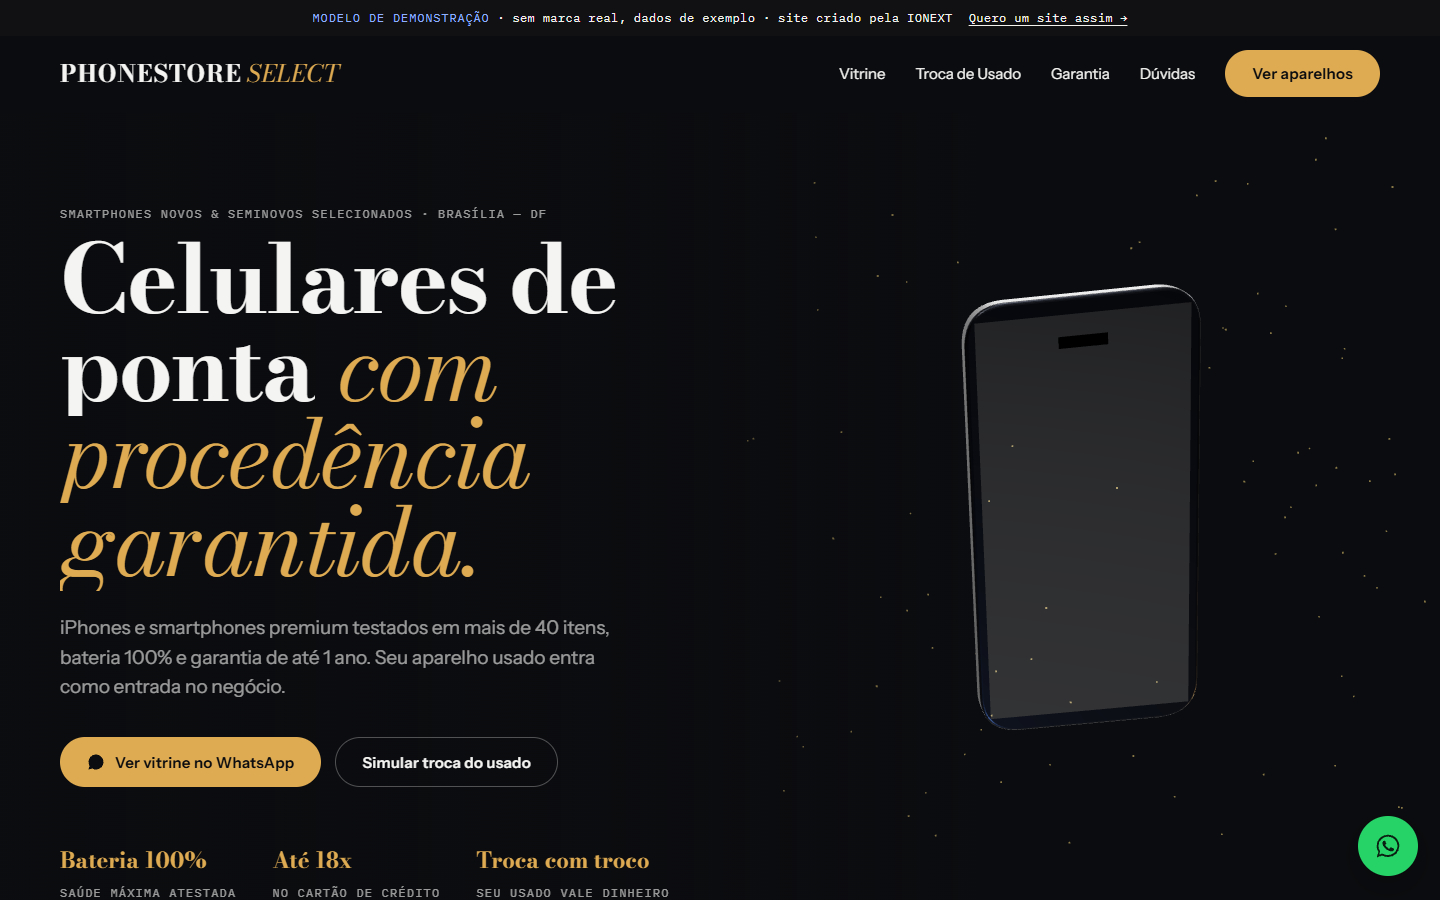 MODELO DE DEMONSTRAÇÃO · sem marca real, dados de exemplo · site criado pela IONEXT Quero um site assim →
PHONESTORE SELECT
Vitrine
Troca de Usado
Garantia
Dúvidas
Ver aparelhos
SMARTPHONES NOVOS & SEMINOVOS SELECIONADOS · BRASÍLIA — DF
Celulares de
ponta com
procedência
garantida.
iPhones e smartphones premium testados em mais de 40 itens,
bateria 100% e garantia de até 1 ano. Seu aparelho usado entra
como entrada no negócio.
Ver vitrine no WhatsApp
Simular troca do usado
Bateria 100%
SAÚDE MÁXIMA ATESTADA
Até 18x
NO CARTÃO DE CRÉDITO
Troca com troco
SEU USADO VALE DINHEIRO